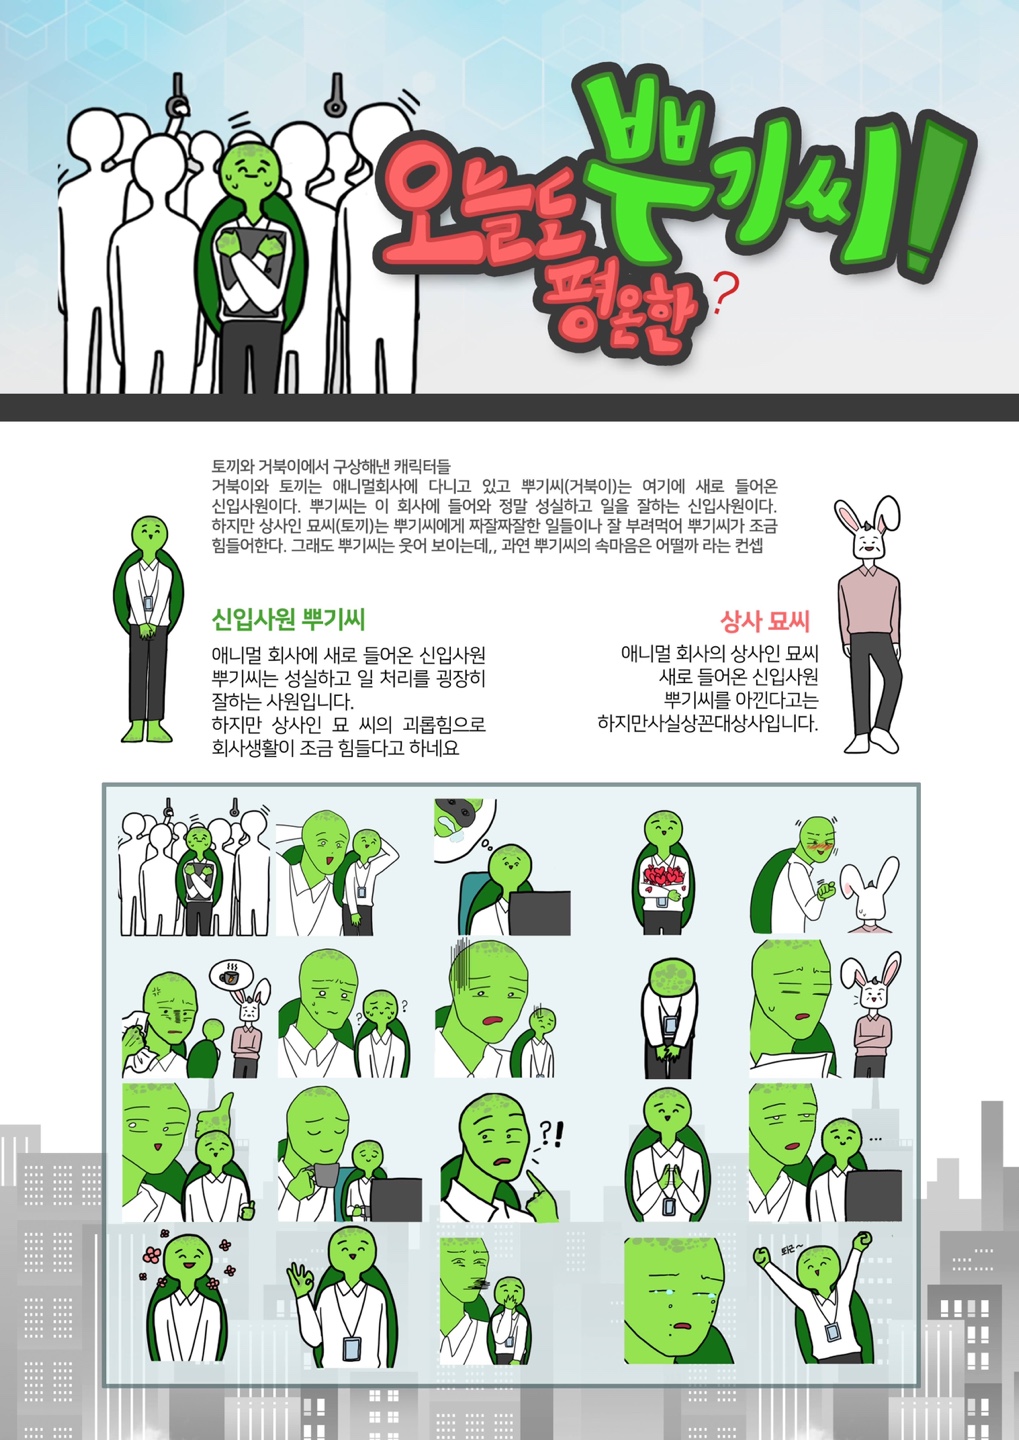 오늘도 뿌기씨!
평온한?
토끼와 거북이에서 구상해낸 캐릭터들
거북이와 토끼는 애니멀회사에 다니고 있고 뿌기씨(거북이)는 여기에 새로 들어온
신입사원이다. 뿌기씨는 이 회사에 들어와 정말 성실하고 일을 잘하는 신입사원이다.
하지만 상사인 묘씨(토끼)는 뿌기씨에게 짜잘짜잘한 일들이나 잘 부려먹어 뿌기씨가 조금
힘들어한다. 그래도 뿌기씨는 웃어 보이는데,, 과연 뿌기씨의 속마음은 어떨까 라는 컨셉
신입사원 뿌기씨
애니멀 회사에 새로 들어온 신입사원
뿌기씨는 성실하고 일 처리를 굉장히
잘하는 사원입니다.
하지만 상사인 묘 씨의 괴롭힘으로
회사생활이 조금 힘들다고 하네요
상사 묘씨
애니멀 회사의 상사인 묘씨
새로 들어온 신입사원
뿌기씨를 아낀다고는
하지만사실상꼰대상사입니다.
? ?
?!
...
퇴근~